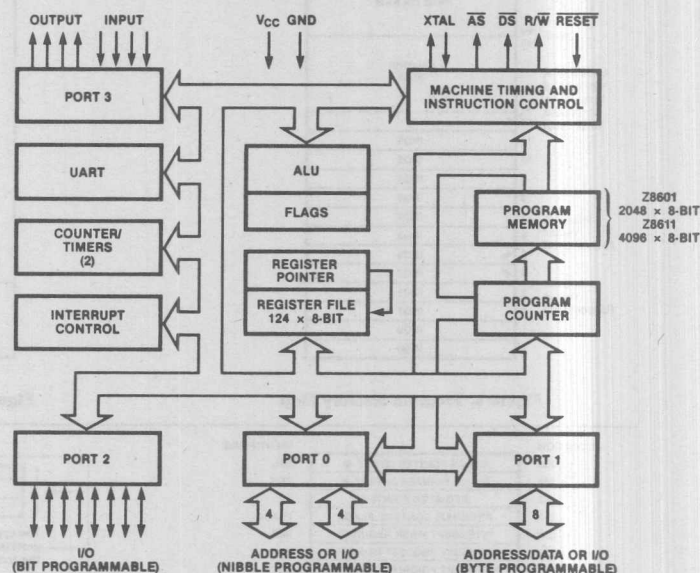 OUTPUT INPUT
VCC GND
XTAL AS DS R/W RESET
PORT 3
MACHINE TIMING AND
INSTRUCTION CONTROL
UART
ALU
FLAGS
PROGRAM
MEMORY
Z8601
2048 × 8-BIT
Z8611
4096 × 8-BIT
COUNTER/
TIMERS
(2)
REGISTER
POINTER
REGISTER FILE
124 × 8-BIT
PROGRAM
COUNTER
INTERRUPT
CONTROL
PORT 2
PORT 0
PORT 1
4 4 8
I/O
(BIT PROGRAMMABLE)
ADDRESS OR I/O
(NIBBLE PROGRAMMABLE)
ADDRESS/DATA OR I/O
(BYTE PROGRAMMABLE)